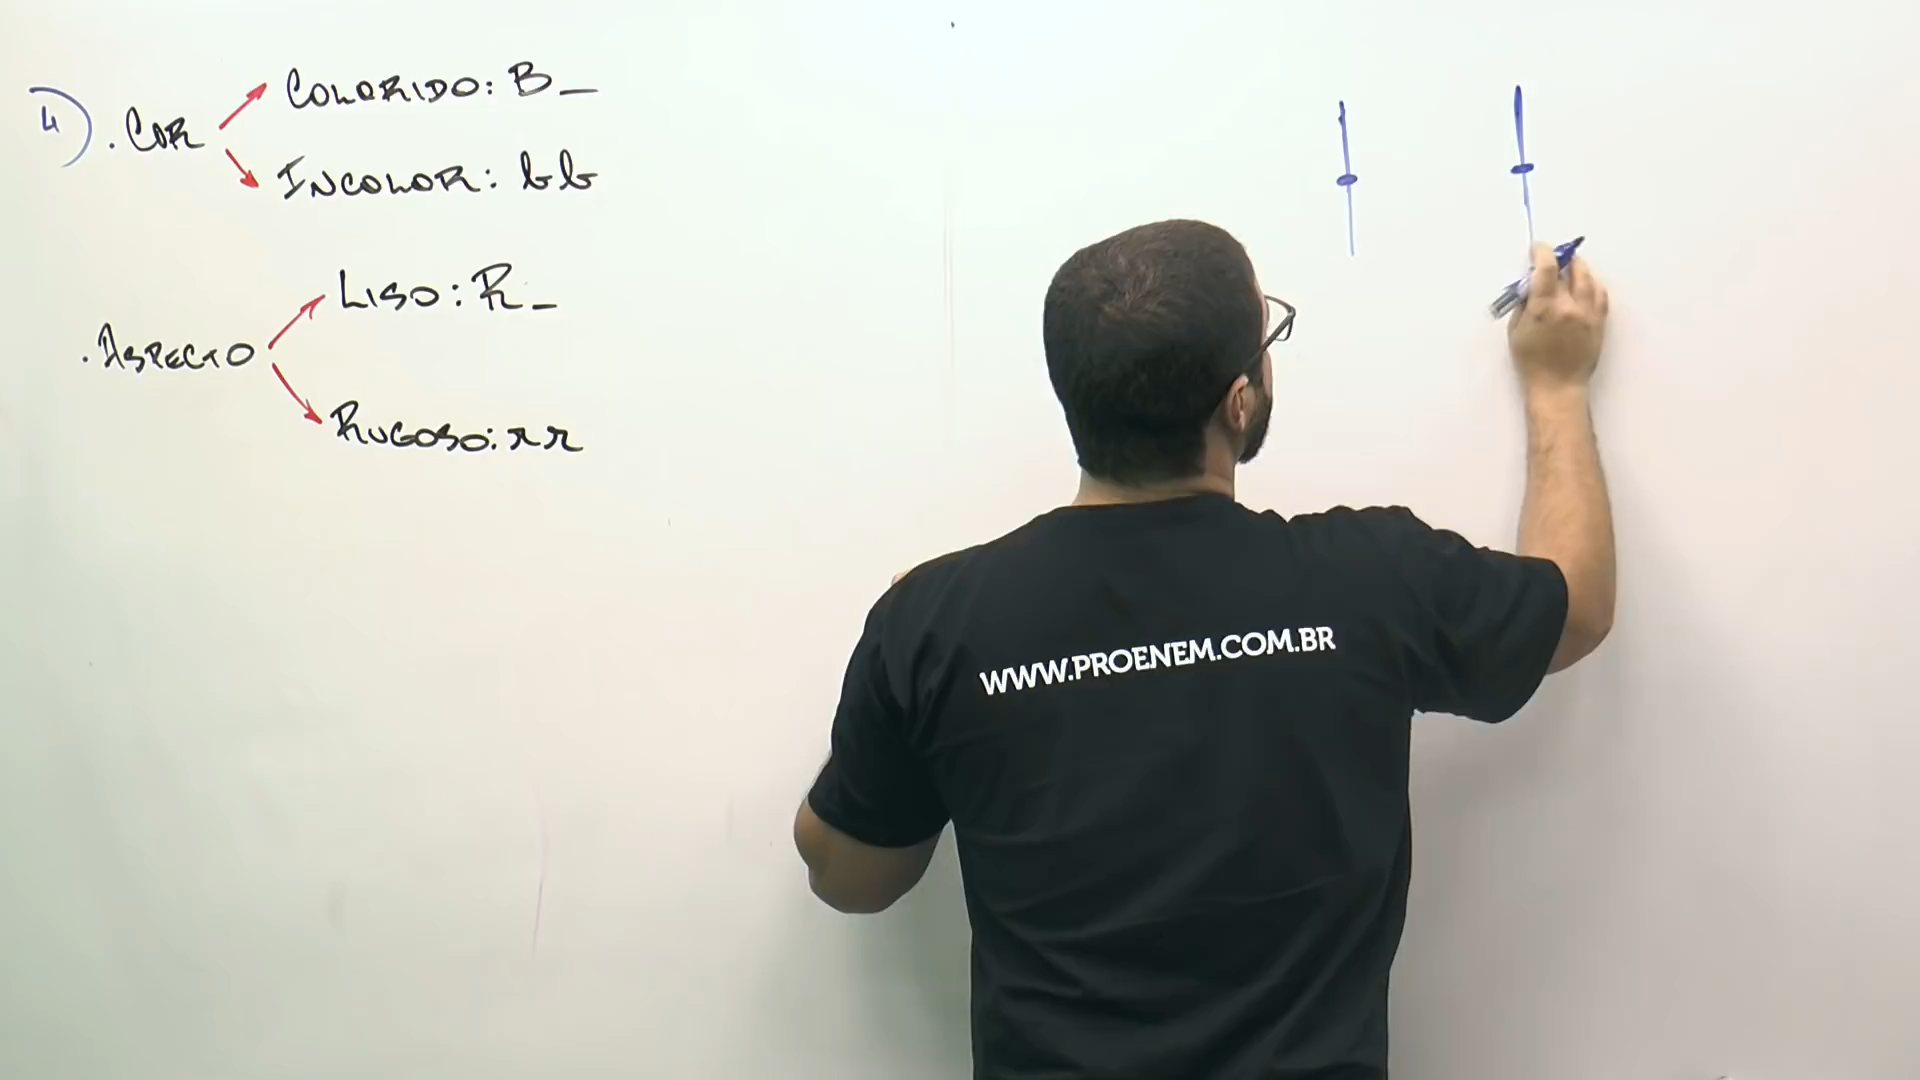 4) . COR
COLORIDO: B_
INCOLOR: bb
. ASPECTO
LISO: R_
RUGOSO: rr
WWW.PROENEM.COM.BR